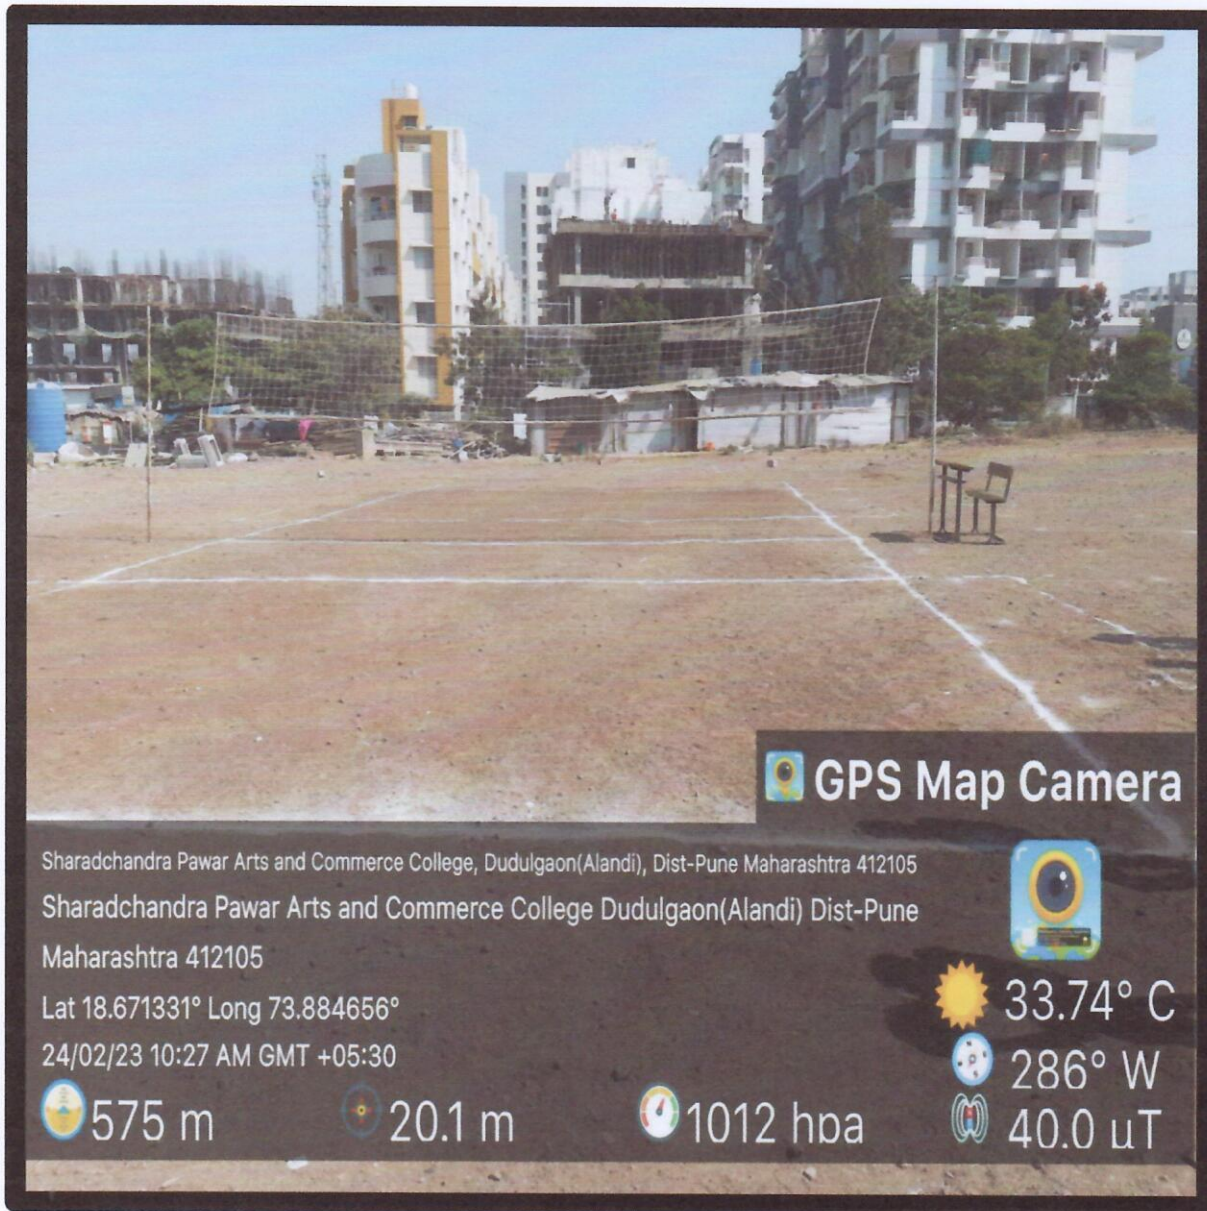 GPS Map Camera
Sharadchandra Pawar Arts and Commerce College, Dudulgaon(Alandi), Dist-Pune Maharashtra 412105
Sharadchandra Pawar Arts and Commerce College Dudulgaon(Alandi) Dist-Pune
Maharashtra 412105
Lat 18.671331° Long 73.884656°
24/02/23 10:27 AM GMT +05:30
33.74° C
286° W
40.0 uT
575 m
20.1 m
1012 hpa